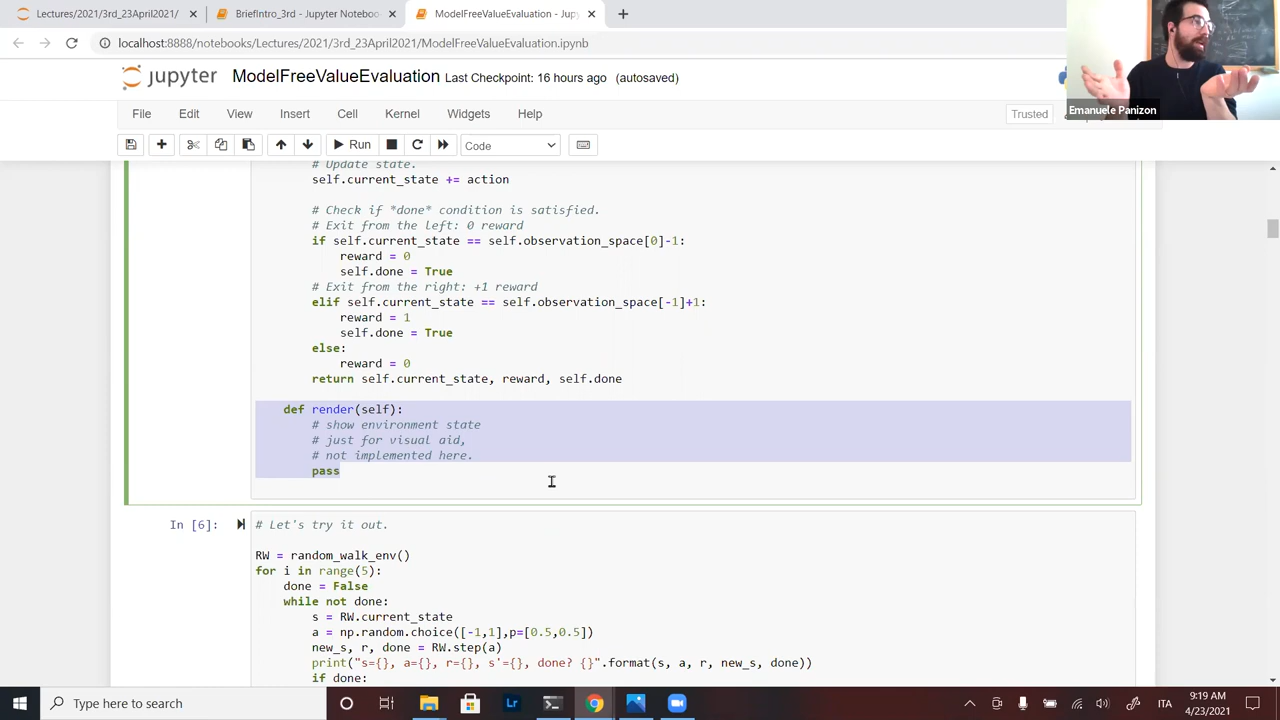 Lectures/2021/3rd_23April2021/
BriefIntro_3rd - Jupyter Noteboo
ModelFreeValueEvaluation - Jup
localhost:8888/notebooks/Lectures/2021/3rd_23April2021/ModelFreeValueEvaluation.ipynb
jupyter ModelFreeValueEvaluation Last Checkpoint: 16 hours ago (autosaved)
Emanuele Panizon
File Edit View Insert Cell Kernel Widgets Help
Trusted
Run
Code
# Update state.
self.current_state += action
# Check if *done* condition is satisfied.
# Exit from the left: 0 reward
if self.current_state == self.observation_space[0]-1:
reward = 0
self.done = True
# Exit from the right: +1 reward
elif self.current_state == self.observation_space[-1]+1:
reward = 1
self.done = True
else:
reward = 0
return self.current_state, reward, self.done
def render(self):
# show environment state
# just for visual aid,
# not implemented here.
pass
In [6]:
# Let's try it out.
RW = random_walk_env()
for i in range(5):
done = False
while not done:
s = RW.current_state
a = np.random.choice([-1,1],p=[0.5,0.5])
new_s, r, done = RW.step(a)
print("s={}, a={}, r={}, s'={}, done? {}".format(s, a, r, new_s, done))
if done:
Type here to search
ITA
9:19 AM
4/23/2021